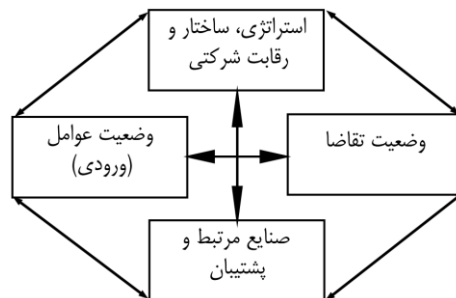 استراتژی، ساختار و
رقابت شرکتی
وضعیت تقاضا
وضعیت عوامل
(ورودی)
صنایع مرتبط و
پشتیبان